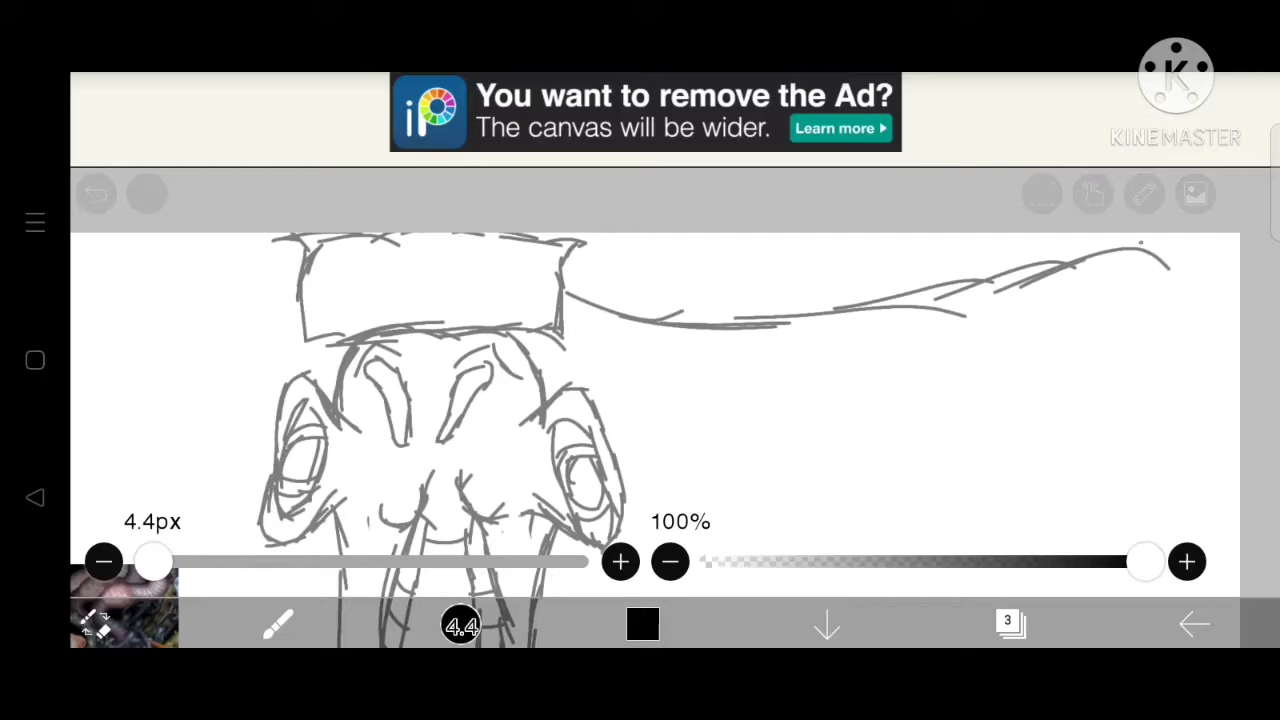 iP
You want to remove the Ad?
The canvas will be wider.
Learn more
K
KINEMASTER
4.4px
100%
4.4
3